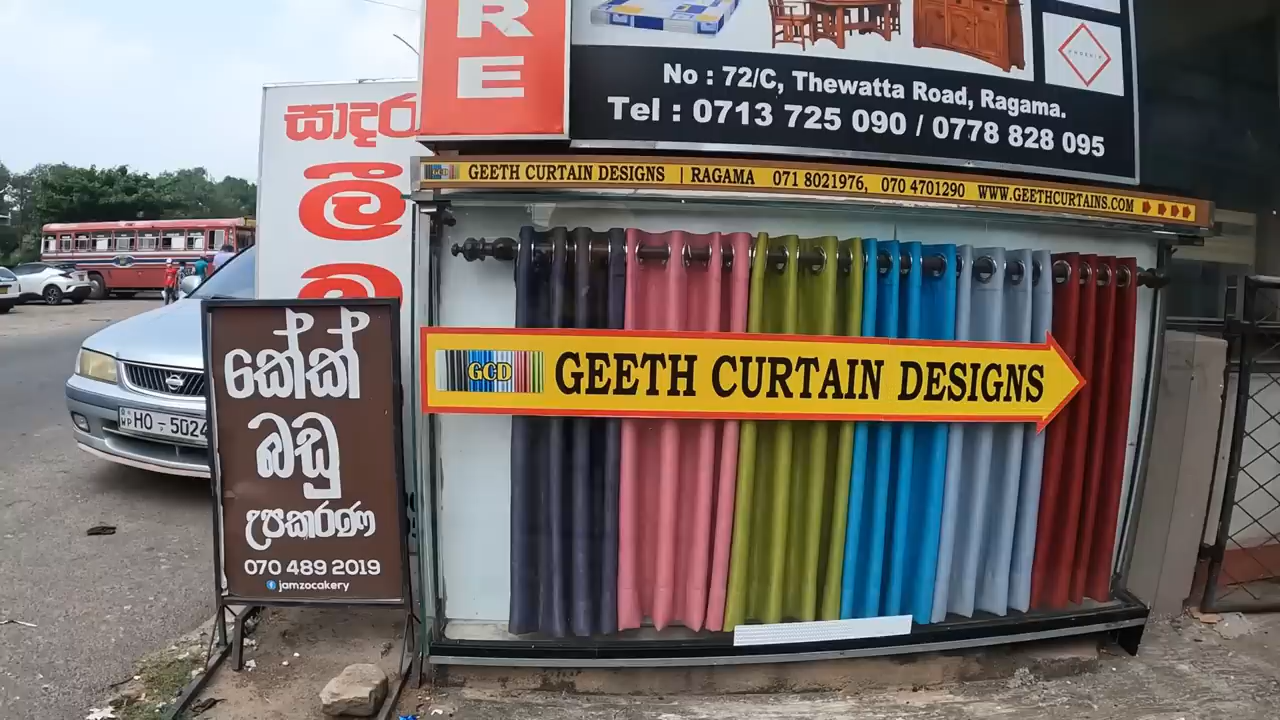 RE
No : 72/C, Thewatta Road, Ragama.
Tel : 0713 725 090 / 0778 828 095
GEETH CURTAIN DESIGNS | RAGAMA 071 8021976, 070 4701290 WWW.GEETHCURTAINS.COM
සාදර
ලී
GCD GEETH CURTAIN DESIGNS
HO - 5024
කේක්
බඩු
උපකරණ
070 489 2019
jamzocakery